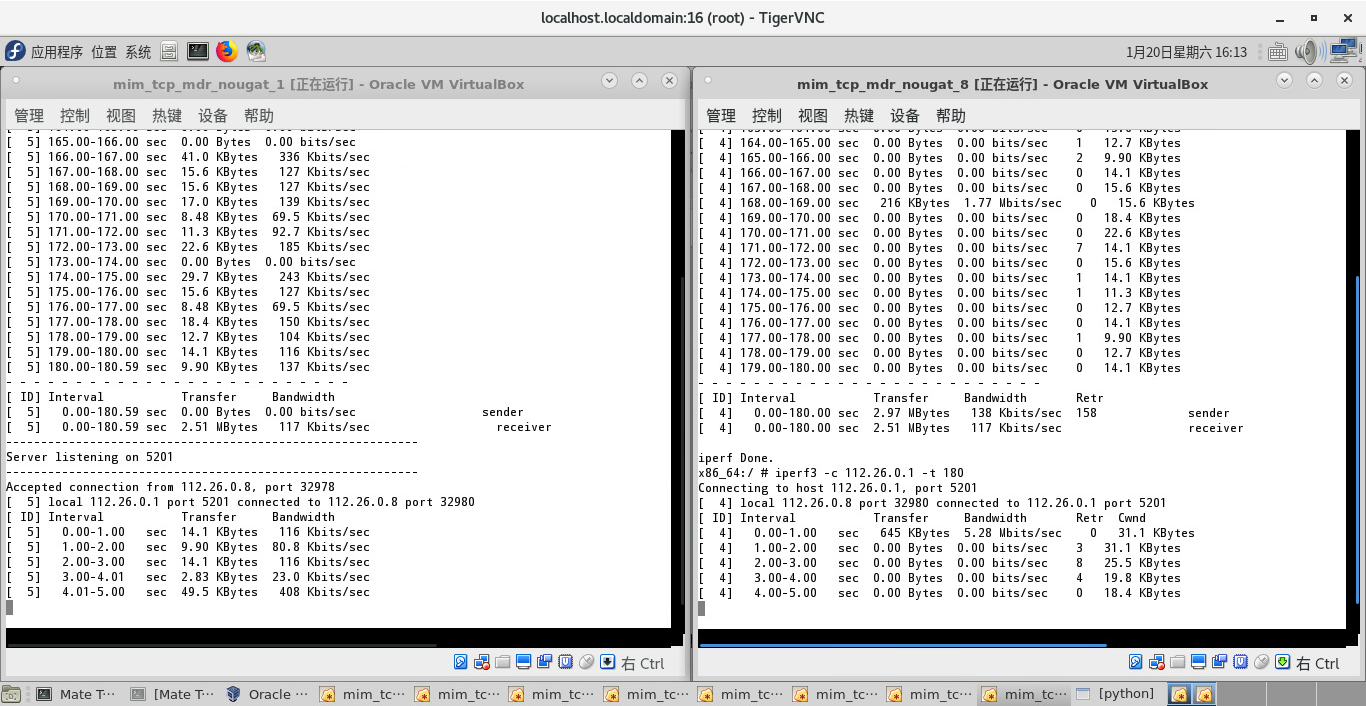 localhost.localdomain:16 (root) - TigerVNC
应用程序 位置 系统
1月20日星期六 16:13
mim_tcp_mdr_nougat_1 [正在运行] - Oracle VM VirtualBox
管理 控制 视图 热键 设备 帮助
[  5] 165.00-166.00 sec  0.00 Bytes  0.00 bits/sec
[  5] 166.00-167.00 sec  41.0 KBytes   336 Kbits/sec
[  5] 167.00-168.00 sec  15.6 KBytes   127 Kbits/sec
[  5] 168.00-169.00 sec  15.6 KBytes   127 Kbits/sec
[  5] 169.00-170.00 sec  17.0 KBytes   139 Kbits/sec
[  5] 170.00-171.00 sec  8.48 KBytes  69.5 Kbits/sec
[  5] 171.00-172.00 sec  11.3 KBytes  92.7 Kbits/sec
[  5] 172.00-173.00 sec  22.6 KBytes   185 Kbits/sec
[  5] 173.00-174.00 sec  0.00 Bytes  0.00 bits/sec
[  5] 174.00-175.00 sec  29.7 KBytes   243 Kbits/sec
[  5] 175.00-176.00 sec  15.6 KBytes   127 Kbits/sec
[  5] 176.00-177.00 sec  8.48 KBytes  69.5 Kbits/sec
[  5] 177.00-178.00 sec  18.4 KBytes   150 Kbits/sec
[  5] 178.00-179.00 sec  12.7 KBytes   104 Kbits/sec
[  5] 179.00-180.00 sec  14.1 KBytes   116 Kbits/sec
[  5] 180.00-180.59 sec  9.90 KBytes   137 Kbits/sec
- - - - - - - - - - - - - - - - - - - - - - - - -
[ ID] Interval           Transfer     Bandwidth
[  5]   0.00-180.59 sec  0.00 Bytes  0.00 bits/sec                  sender
[  5]   0.00-180.59 sec  2.51 MBytes   117 Kbits/sec                  receiver
-----------------------------------------------------------
Server listening on 5201
-----------------------------------------------------------
Accepted connection from 112.26.0.8, port 32978
[  5] local 112.26.0.1 port 5201 connected to 112.26.0.8 port 32980
[ ID] Interval           Transfer     Bandwidth
[  5]   0.00-1.00   sec  14.1 KBytes   116 Kbits/sec
[  5]   1.00-2.00   sec  9.90 KBytes  80.8 Kbits/sec
[  5]   2.00-3.00   sec  14.1 KBytes   116 Kbits/sec
[  5]   3.00-4.01   sec  2.83 KBytes  23.0 Kbits/sec
[  5]   4.01-5.00   sec  49.5 KBytes   408 Kbits/sec
右 Ctrl
mim_tcp_mdr_nougat_8 [正在运行] - Oracle VM VirtualBox
管理 控制 视图 热键 设备 帮助
[  4] 164.00-165.00 sec  0.00 Bytes  0.00 bits/sec    1   12.7 KBytes
[  4] 165.00-166.00 sec  0.00 Bytes  0.00 bits/sec    2   9.90 KBytes
[  4] 166.00-167.00 sec  0.00 Bytes  0.00 bits/sec    0   14.1 KBytes
[  4] 167.00-168.00 sec  0.00 Bytes  0.00 bits/sec    0   15.6 KBytes
[  4] 168.00-169.00 sec   216 KBytes  1.77 Mbits/sec    0   15.6 KBytes
[  4] 169.00-170.00 sec  0.00 Bytes  0.00 bits/sec    0   18.4 KBytes
[  4] 170.00-171.00 sec  0.00 Bytes  0.00 bits/sec    0   22.6 KBytes
[  4] 171.00-172.00 sec  0.00 Bytes  0.00 bits/sec    7   14.1 KBytes
[  4] 172.00-173.00 sec  0.00 Bytes  0.00 bits/sec    0   15.6 KBytes
[  4] 173.00-174.00 sec  0.00 Bytes  0.00 bits/sec    1   14.1 KBytes
[  4] 174.00-175.00 sec  0.00 Bytes  0.00 bits/sec    1   11.3 KBytes
[  4] 175.00-176.00 sec  0.00 Bytes  0.00 bits/sec    0   12.7 KBytes
[  4] 176.00-177.00 sec  0.00 Bytes  0.00 bits/sec    0   14.1 KBytes
[  4] 177.00-178.00 sec  0.00 Bytes  0.00 bits/sec    1   9.90 KBytes
[  4] 178.00-179.00 sec  0.00 Bytes  0.00 bits/sec    0   12.7 KBytes
[  4] 179.00-180.00 sec  0.00 Bytes  0.00 bits/sec    0   14.1 KBytes
- - - - - - - - - - - - - - - - - - - - - - - - -
[ ID] Interval           Transfer     Bandwidth       Retr
[  4]   0.00-180.00 sec  2.97 MBytes   138 Kbits/sec  158             sender
[  4]   0.00-180.00 sec  2.51 MBytes   117 Kbits/sec                  receiver
iperf Done.
x86_64:/ # iperf3 -c 112.26.0.1 -t 180
Connecting to host 112.26.0.1, port 5201
[  4] local 112.26.0.8 port 32980 connected to 112.26.0.1 port 5201
[ ID] Interval           Transfer     Bandwidth       Retr  Cwnd
[  4]   0.00-1.00   sec   645 KBytes  5.28 Mbits/sec    0   31.1 KBytes
[  4]   1.00-2.00   sec  0.00 Bytes  0.00 bits/sec    3   31.1 KBytes
[  4]   2.00-3.00   sec  0.00 Bytes  0.00 bits/sec    8   25.5 KBytes
[  4]   3.00-4.00   sec  0.00 Bytes  0.00 bits/sec    4   19.8 KBytes
[  4]   4.00-5.00   sec  0.00 Bytes  0.00 bits/sec    0   18.4 KBytes
右 Ctrl
Mate T··· [Mate T··· Oracle ··· mim_tc··· mim_tc··· mim_tc··· mim_tc··· mim_tc··· mim_tc··· mim_tc··· mim_tc··· [python]